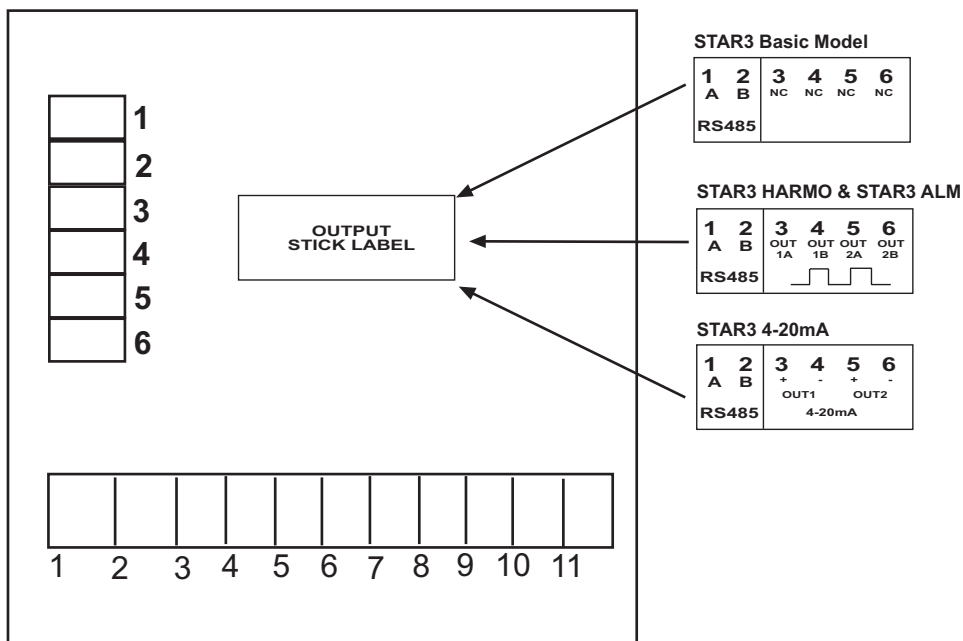 STAR3 Basic Model
1 2 3 4 5 6
A B NC NC NC NC
RS485
1
2
3
4
5
6
OUTPUT
STICK LABEL
STAR3 HARMO & STAR3 ALM
1 2 3 4 5 6
A B OUT OUT OUT OUT
1A 1B 2A 2B
RS485
STAR3 4-20mA
1 2 3 4 5 6
A B + - + -
OUT1 OUT2
RS485 4-20mA
1 2 3 4 5 6 7 8 9 10 11